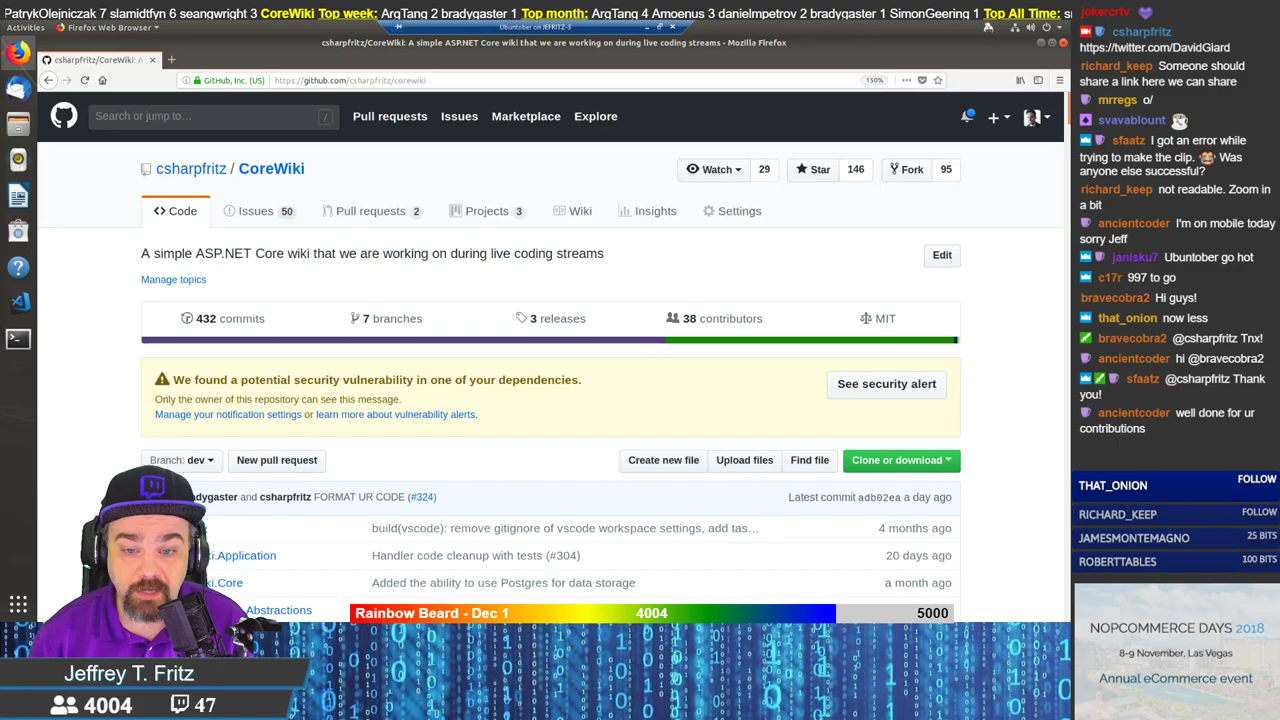 PatrykOlejniczak 7 slamidtfyn 6 seangwright 3 CoreWiki Top week: ArgTang 2 bradygaster 1 Top month: ArgTang 4 Amoenus 3 danielmpetrov 2 bradygaster 1 SimonGeering 1 Top All Time:
Activities
Firefox Web Browser
Ubuntober on JEFRITZ-3
csharpfritz/CoreWiki: A simple ASP.NET Core wiki that we are working on during live coding streams - Mozilla Firefox
csharpfritz/CoreWiki: A
GitHub, Inc. (US)
https://github.com/csharpfritz/corewiki
150%
Search or jump to…
/
Pull requests
Issues
Marketplace
Explore
csharpfritz / CoreWiki
Watch 29
Star 146
Fork 95
Code
Issues 50
Pull requests 2
Projects 3
Wiki
Insights
Settings
A simple ASP.NET Core wiki that we are working on during live coding streams
Edit
Manage topics
432 commits
7 branches
3 releases
38 contributors
MIT
We found a potential security vulnerability in one of your dependencies.
Only the owner of this repository can see this message.
Manage your notification settings or learn more about vulnerability alerts.
See security alert
Branch: dev
New pull request
Create new file
Upload files
Find file
Clone or download
and csharpfritz FORMAT UR CODE (#324)
Latest commit adb02ea a day ago
build(vscode): remove gitignore of vscode workspace settings, add tas…
4 months ago
.Application
Handler code cleanup with tests (#304)
20 days ago
.Core
Added the ability to use Postgres for data storage
a month ago
Abstractions
Rainbow Beard - Dec 1
4004
5000
Jeffrey T. Fritz
4004
47
jokercrtv
csharpfritz
https://twitter.com/DavidGiard
richard_keep Someone should
share a link here we can share
mrregs o/
svavablount
sfaatz I got an error while
trying to make the clip. Was
anyone else successful?
richard_keep not readable. Zoom in
a bit
ancientcoder I'm on mobile today
sorry Jeff
janisku7 Ubuntober go hot
c17r 997 to go
bravecobra2 Hi guys!
that_onion now less
bravecobra2 @csharpfritz Tnx!
ancientcoder hi @bravecobra2
sfaatz @csharpfritz Thank
you!
ancientcoder well done for ur
contributions
THAT_ONION FOLLOW
RICHARD_KEEP FOLLOW
JAMESMONTEMAGNO 25 BITS
ROBERTTABLES 100 BITS
NOPCOMMERCE DAYS 2018
8-9 November, Las Vegas
Annual eCommerce event